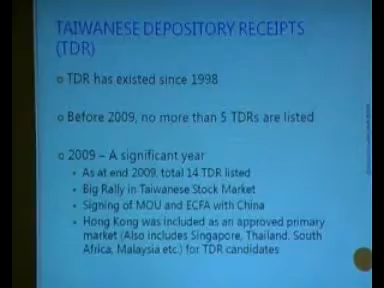 TAIWANESE DEPOSITORY RECEIPTS
(TDR)
TDR has existed since 1998
Before 2009, no more than 5 TDRs are listed
2009 – A significant year
As at end 2009, total 14 TDR listed
Big Rally in Taiwanese Stock Market
Signing of MOU and ECFA with China
Hong Kong was included as an approved primary
market (Also includes Singapore, Thailand, South
Africa, Malaysia etc.) for TDR candidates